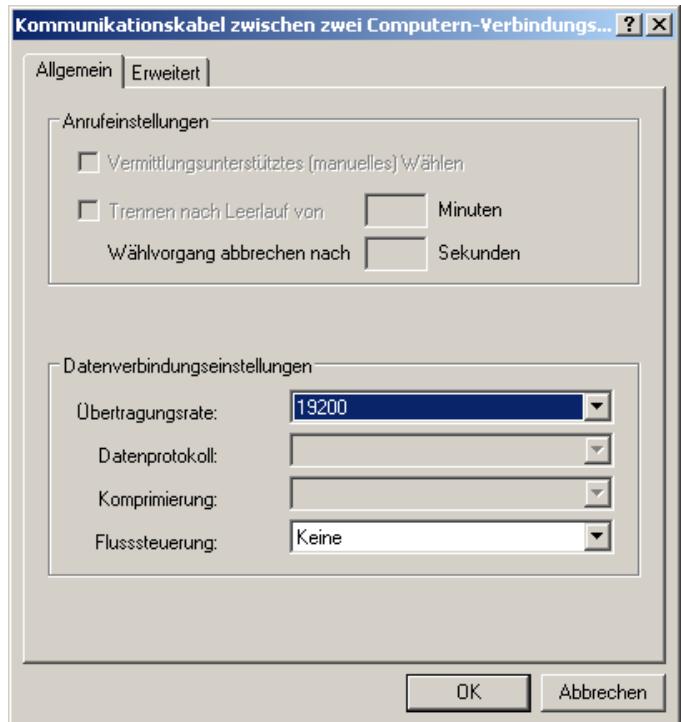 Kommunikationskabel zwischen zwei Computern-Verbindungs...
Allgemein Erweitert
Anrufeinstellungen
Vermittlungsunterstütztes (manuelles) Wählen
Trennen nach Leerlauf von Minuten
Wählvorgang abbrechen nach Sekunden
Datenverbindungseinstellungen
Übertragungsrate: 19200
Datenprotokoll:
Komprimierung:
Flusssteuerung: Keine
OK Abbrechen